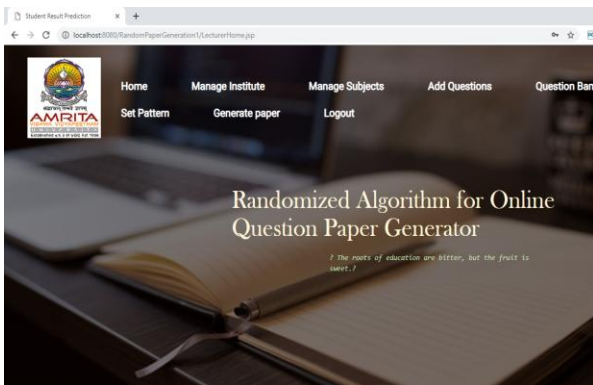 Student Result Prediction
localhost:8080/RandomPaperGeneration1/LecturerHome.jsp
Home Manage Institute Manage Subjects Add Questions Question Ban
AMRITA
Set Pattern Generate paper Logout
Randomized Algorithm for Online
Question Paper Generator
? The roots of education are bitter, but the fruit is
sweet.?